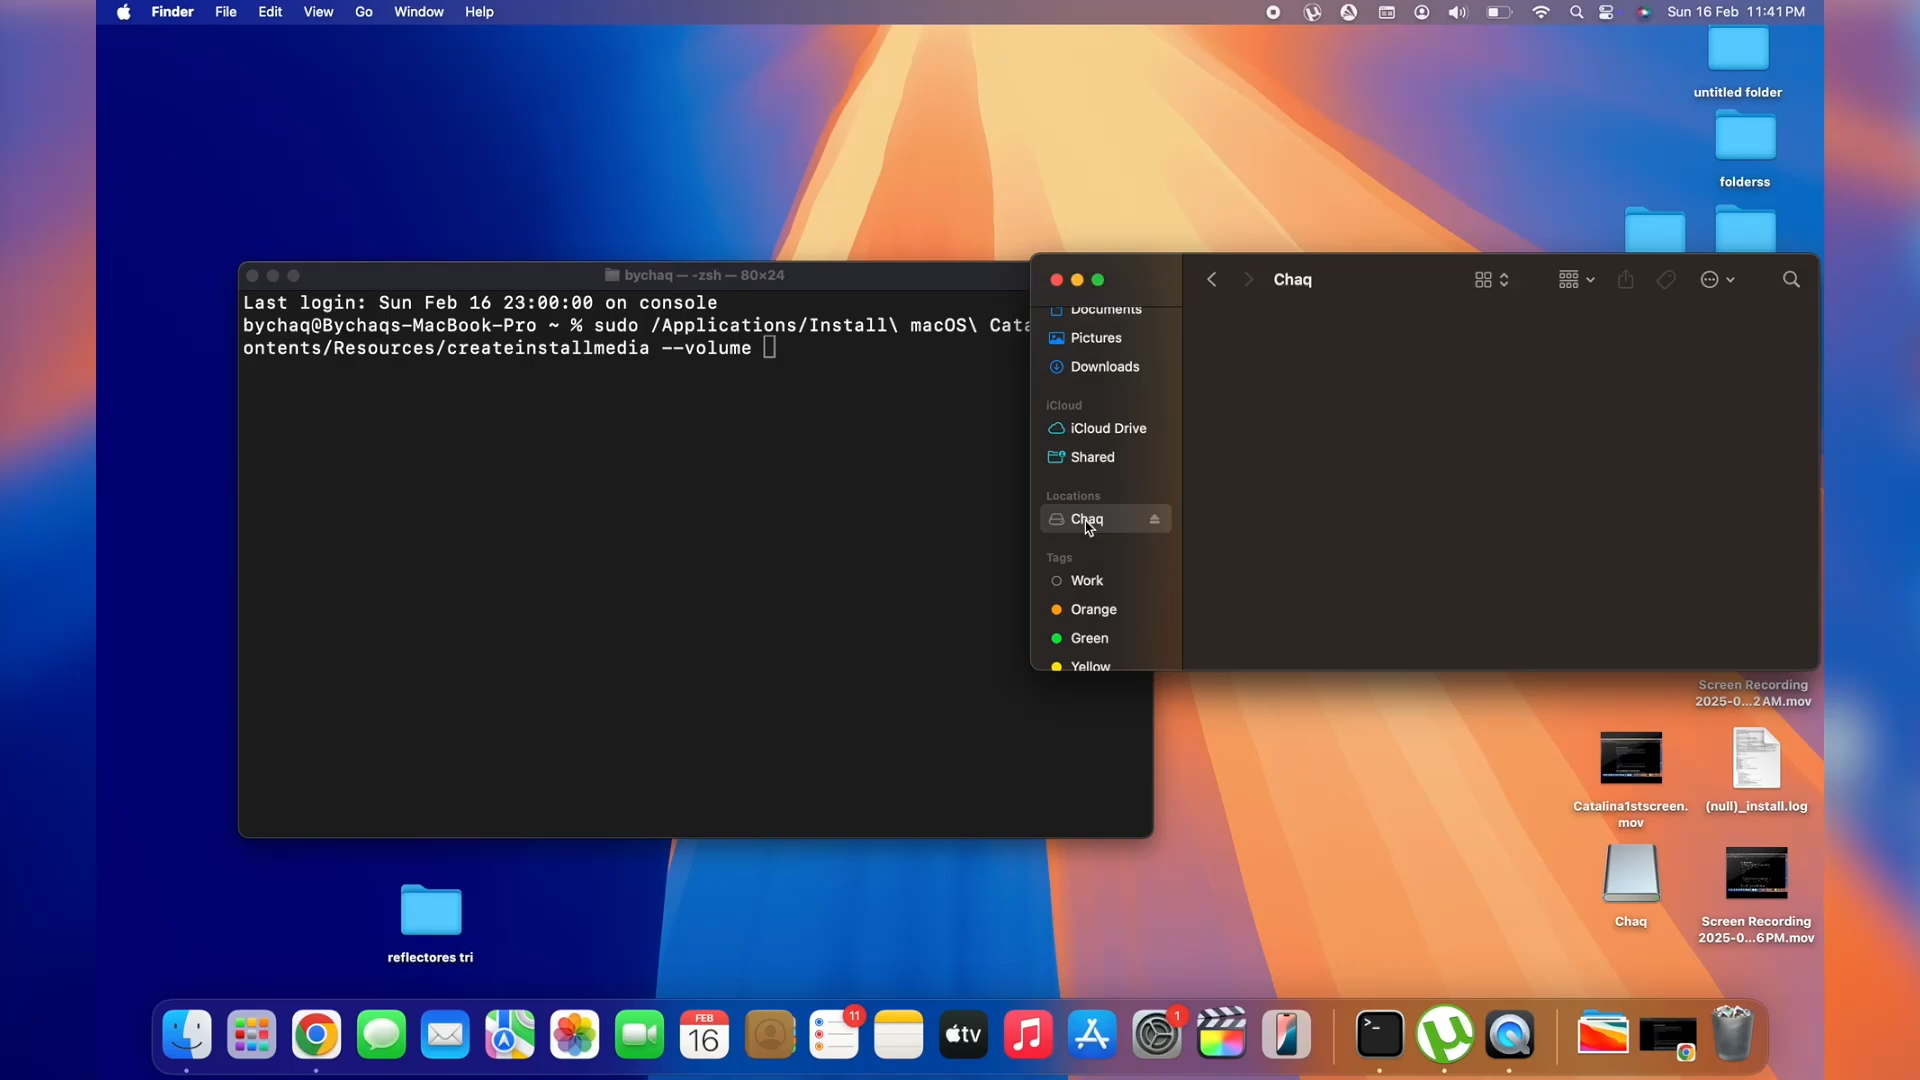 Finder File Edit View Go Window Help
Sun 16 Feb 11:41PM
untitled folder
folderss
bychaq — -zsh — 80×24
Last login: Sun Feb 16 23:00:00 on console
bychaq@Bychaqs-MacBook-Pro ~ % sudo /Applications/Install\ macOS\ Cata
ontents/Resources/createinstallmedia --volume
Chaq
Documents
Pictures
Downloads
iCloud
iCloud Drive
Shared
Locations
Chaq
Tags
Work
Orange
Green
Yellow
Screen Recording
2025-0...2AM.mov
Catalina1stscreen.
mov
(null)_install.log
Chaq
Screen Recording
2025-0...6PM.mov
reflectores tri
FEB
16
11
tv
1
>_